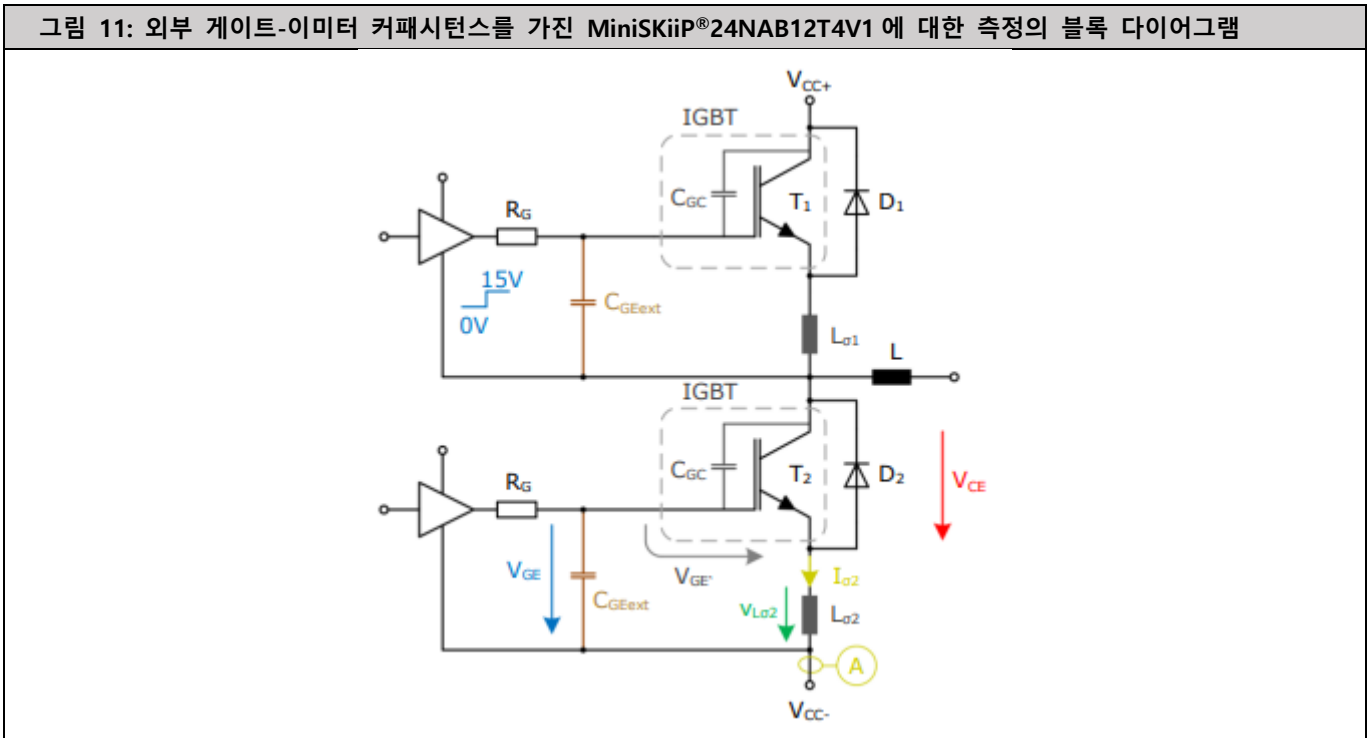 그림 11: 외부 게이트-이미터 커패시턴스를 가진 MiniSKiiP®24NAB12T4V1 에 대한 측정의 블록 다이어그램
VCC+
IGBT
CGC
T1
D1
RG
15V
0V
CGEext
Lσ1
L
IGBT
CGC
T2
D2
VCE
RG
VGE
CGEext
VGE'
Iσ2
vLσ2
Lσ2
A
VCC-